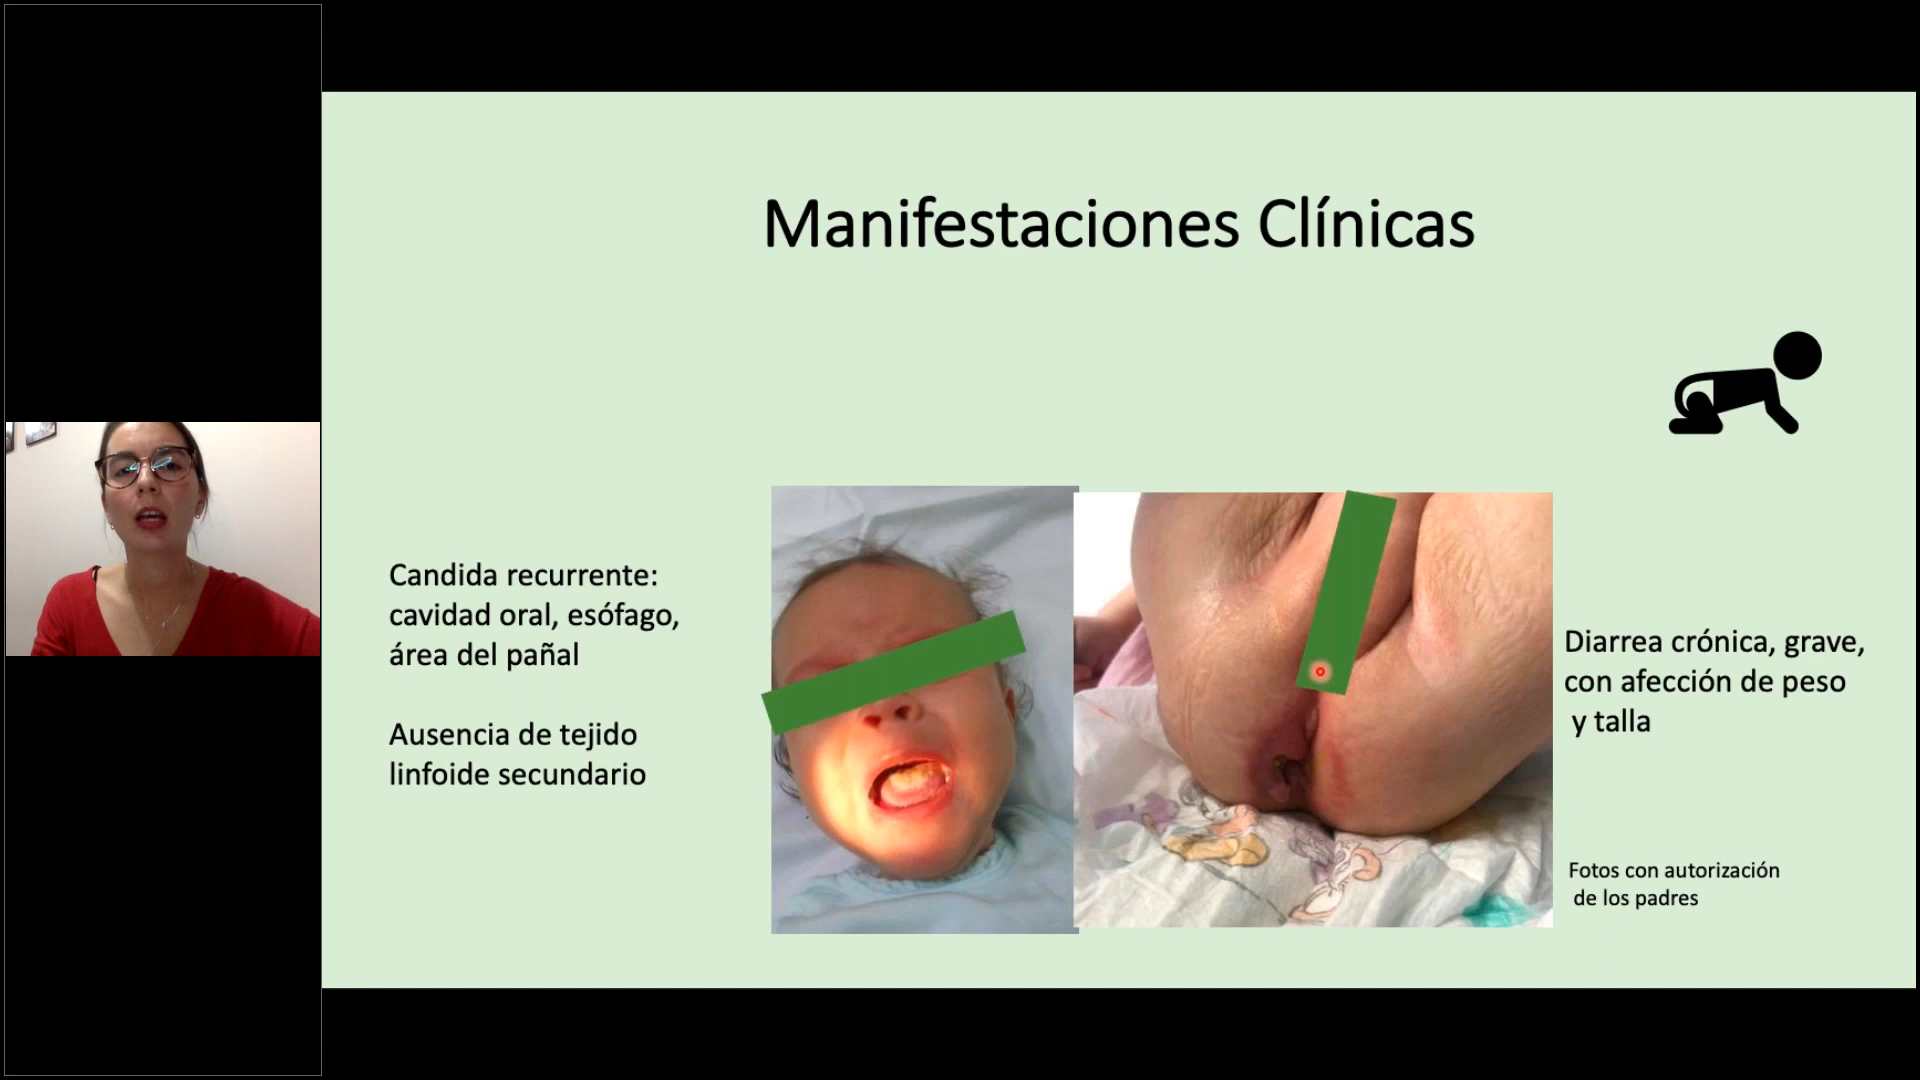 Manifestaciones Clínicas
Candida recurrente:
cavidad oral, esófago,
área del pañal
Ausencia de tejido
linfoide secundario
Diarrea crónica, grave,
con afección de peso
y talla
Fotos con autorización
de los padres